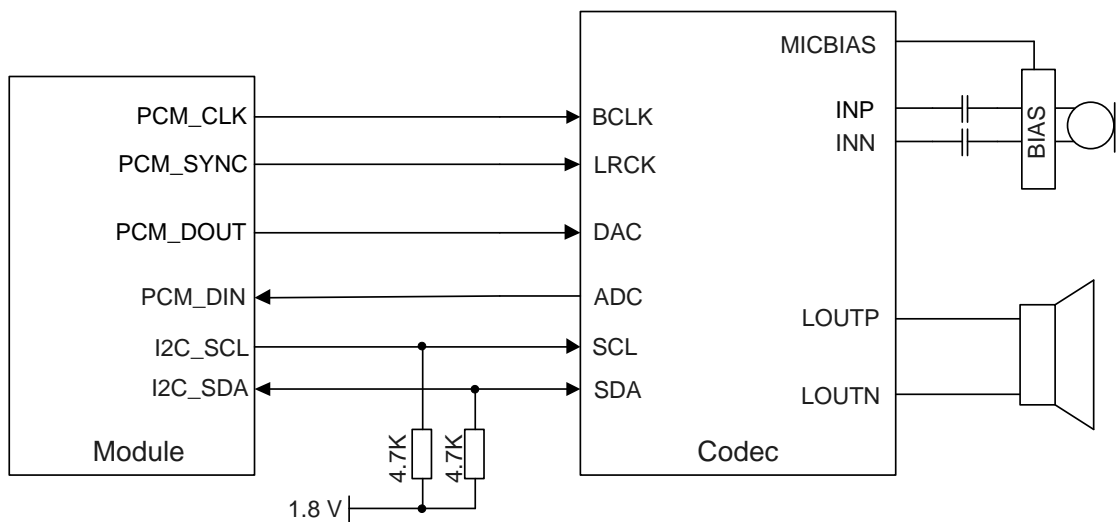 MICBIAS
PCM_CLK
BCLK
INP
PCM_SYNC
LRCK
INN
BIAS
PCM_DOUT
DAC
PCM_DIN
ADC
LOUTP
I2C_SCL
SCL
I2C_SDA
SDA
LOUTN
Module
4.7K
4.7K
Codec
1.8 V